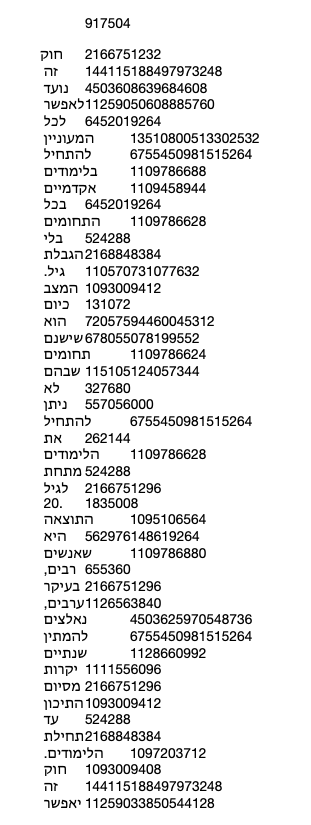 917504
חוק 2166751232
זה 144115188497973248
נועד 4503608639684608
לאפשר 11259050608885760
לכל 6452019264
המעוניין 13510800513302532
להתחיל 6755450981515264
בלימודים 1109786688
אקדמיים 1109458944
בכל 6452019264
התחומים 1109786628
בלי 524288
הגבלת 2168848384
גיל. 110570731077632
המצב 1093009412
כיום 131072
הוא 72057594460045312
שישנם 678055078199552
תחומים 1109786624
שבהם 115105124057344
לא 327680
ניתן 557056000
להתחיל 6755450981515264
את 262144
הלימודים 1109786628
מתחת 524288
לגיל 2166751296
20. 1835008
התוצאה 1095106564
היא 562976148619264
שאנשים 1109786880
רבים, 655360
בעיקר 2166751296
ערבים, 1126563840
נאלצים 4503625970548736
להמתין 6755450981515264
שנתיים 1128660992
יקרות 1111556096
מסיום 2166751296
התיכון 1093009412
עד 524288
תחילת 2168848384
הלימודים. 1097203712
חוק 1093009408
זה 144115188497973248
יאפשר 11259033850544128